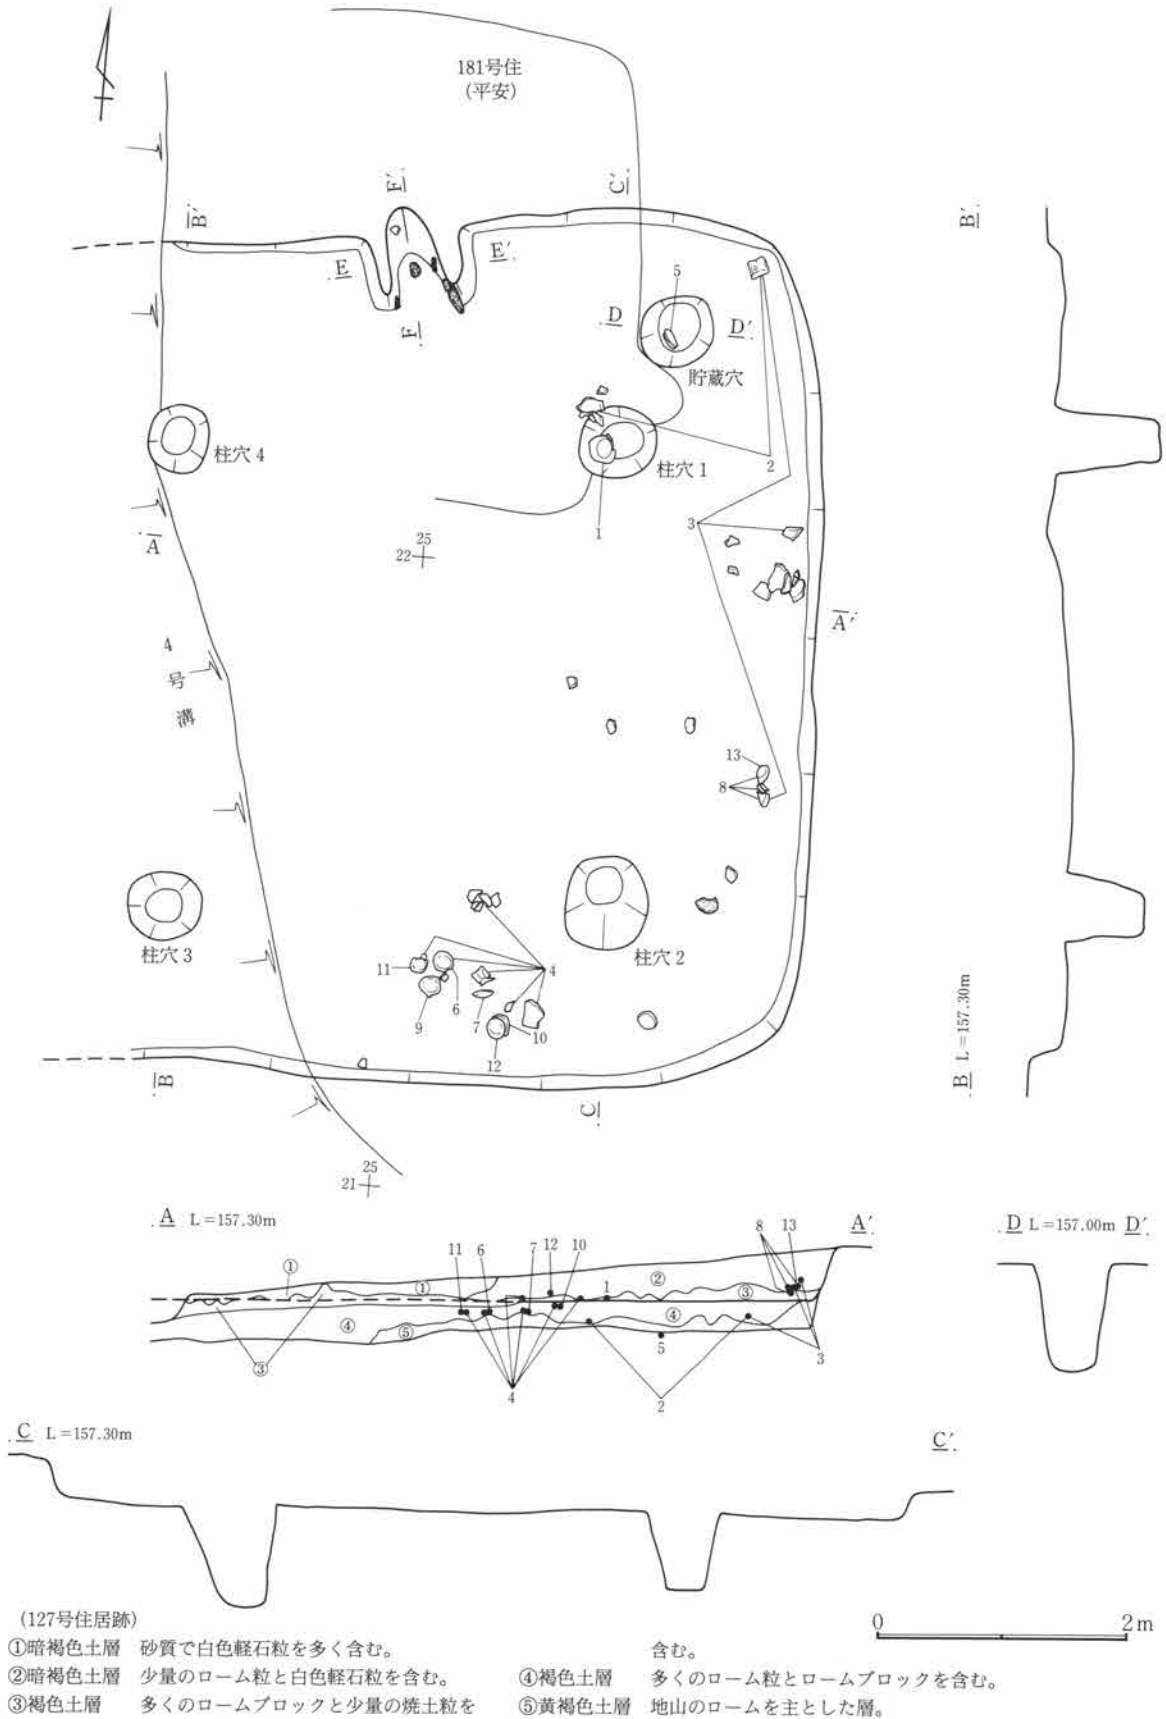 181号住
(平安)
B′
F′
C′
B′
E
E′
5
F
D
D′
貯蔵穴
柱穴 4
柱穴 1
2
1
3
A
25
22
A′
4
号
溝
13
8
柱穴 3
柱穴 2
11
4
6
9
7
10
12
B
C
B L＝157.30m
25
21
A L＝157.30m
A′
D L＝157.00m D′
8 13
11 6 7 12 10
① ① 1 ② ③
④ ⑤ ④
③ 5 3
4 2
C L＝157.30m
C′
(127号住居跡)
0 2m
①暗褐色土層 砂質で白色軽石粒を多く含む。
②暗褐色土層 少量のローム粒と白色軽石粒を含む。
③褐色土層 多くのロームブロックと少量の焼土粒を
含む。
④褐色土層 多くのローム粒とロームブロックを含む。
⑤黄褐色土層 地山のロームを主とした層。